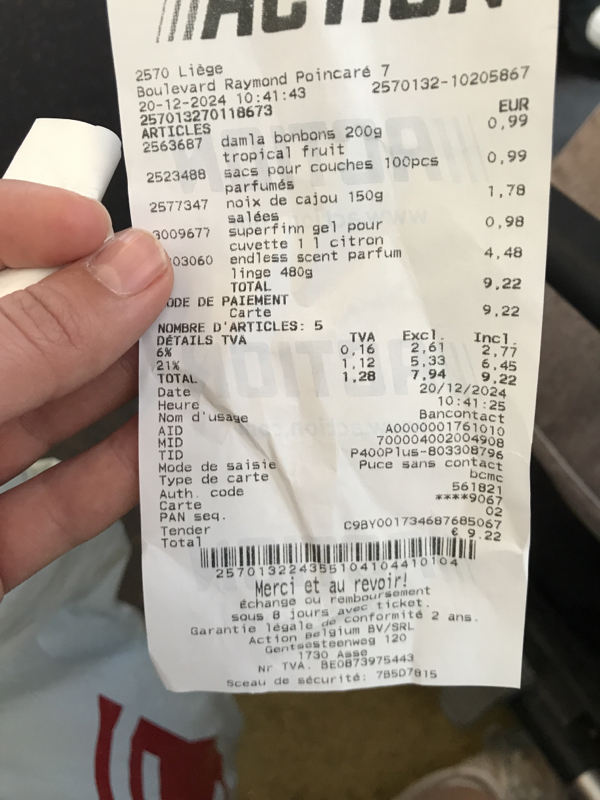 ACTION
2570 Liège
Boulevard Raymond Poincaré 7
20-12-2024 10:41:43 2570132-10205867
257013270118673
ARTICLES EUR
2563687 damla bonbons 200g 0,99
tropical fruit
2523488 sacs pour couches 100pcs 0,99
parfumés
2577347 noix de cajou 150g 1,78
salées
3009677 superfinn gel pour 0,98
cuvette 1 l citron
03060 endless scent parfum 4,48
linge 480g
TOTAL 9,22
ODE DE PAIEMENT
Carte 9,22
NOMBRE D'ARTICLES: 5
DÉTAILS TVA TVA Excl. Incl.
6% 0,16 2,61 2,77
21% 1,12 5,33 6,45
TOTAL 1,28 7,94 9,22
Date 20/12/2024
Heure 10:41:25
Nom d'usage Bancontact
AID A0000001761010
MID 700004002004908
TID P400Plus-803308796
Mode de saisie Puce sans contact
Type de carte bcmc
Auth. code 561821
Carte ****9067
PAN seq. 02
Tender C9BY001734687685067
Total € 9.22
2570132243551044104410104
Merci et au revoir!
Échange ou remboursement
sous 8 jours avec ticket.
Garantie légale de conformité 2 ans.
Action Belgium BV/SRL
Gentsesteenweg 120
1730 Asse
Nr TVA. BE0873975443
Sceau de sécurité: 785D7815